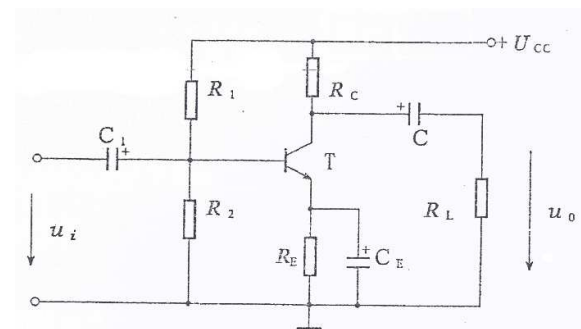 + U_CC
R_1
R_C
C_1
+
+
C
T
R_2
R_L
u_i
u_0
R_E
+
C_E